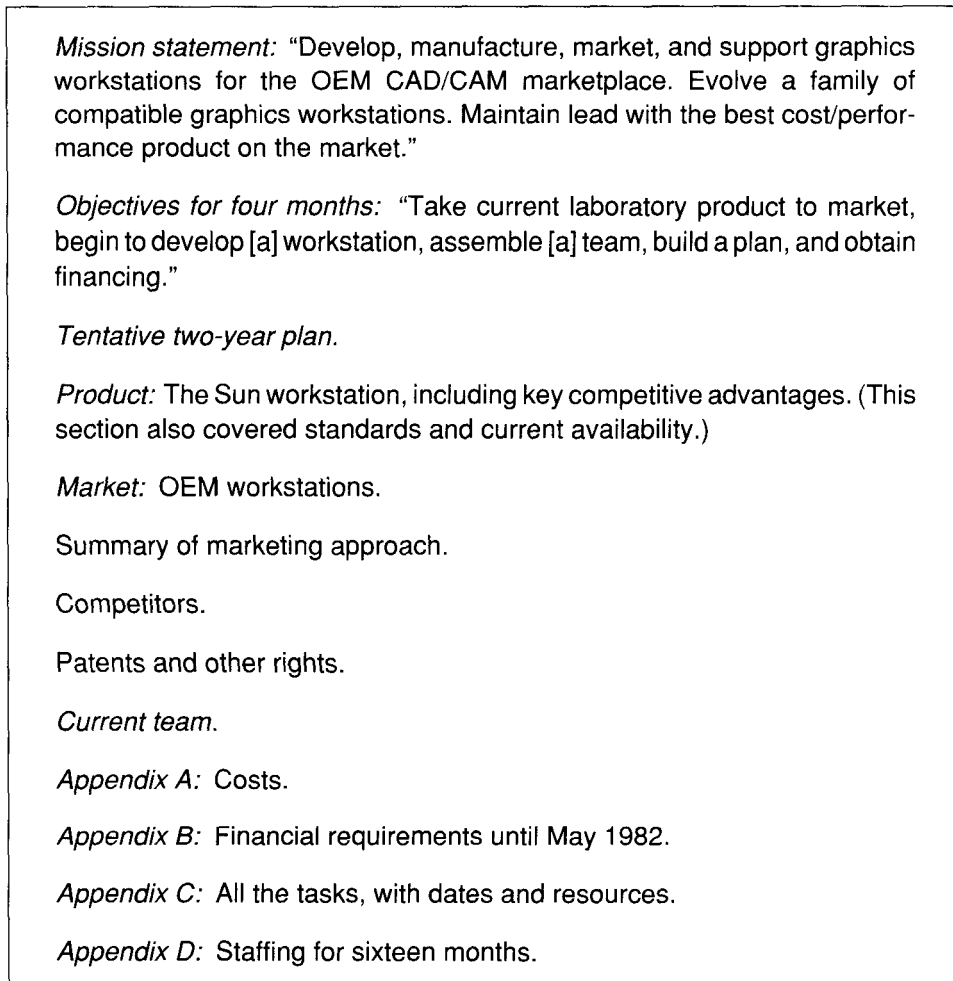 Mission statement: “Develop, manufacture, market, and support graphics
workstations for the OEM CAD/CAM marketplace. Evolve a family of
compatible graphics workstations. Maintain lead with the best cost/perfor-
mance product on the market.”
Objectives for four months: “Take current laboratory product to market,
begin to develop [a] workstation, assemble [a] team, build a plan, and obtain
financing.”
Tentative two-year plan.
Product: The Sun workstation, including key competitive advantages. (This
section also covered standards and current availability.)
Market: OEM workstations.
Summary of marketing approach.
Competitors.
Patents and other rights.
Current team.
Appendix A: Costs.
Appendix B: Financial requirements until May 1982.
Appendix C: All the tasks, with dates and resources.
Appendix D: Staffing for sixteen months.